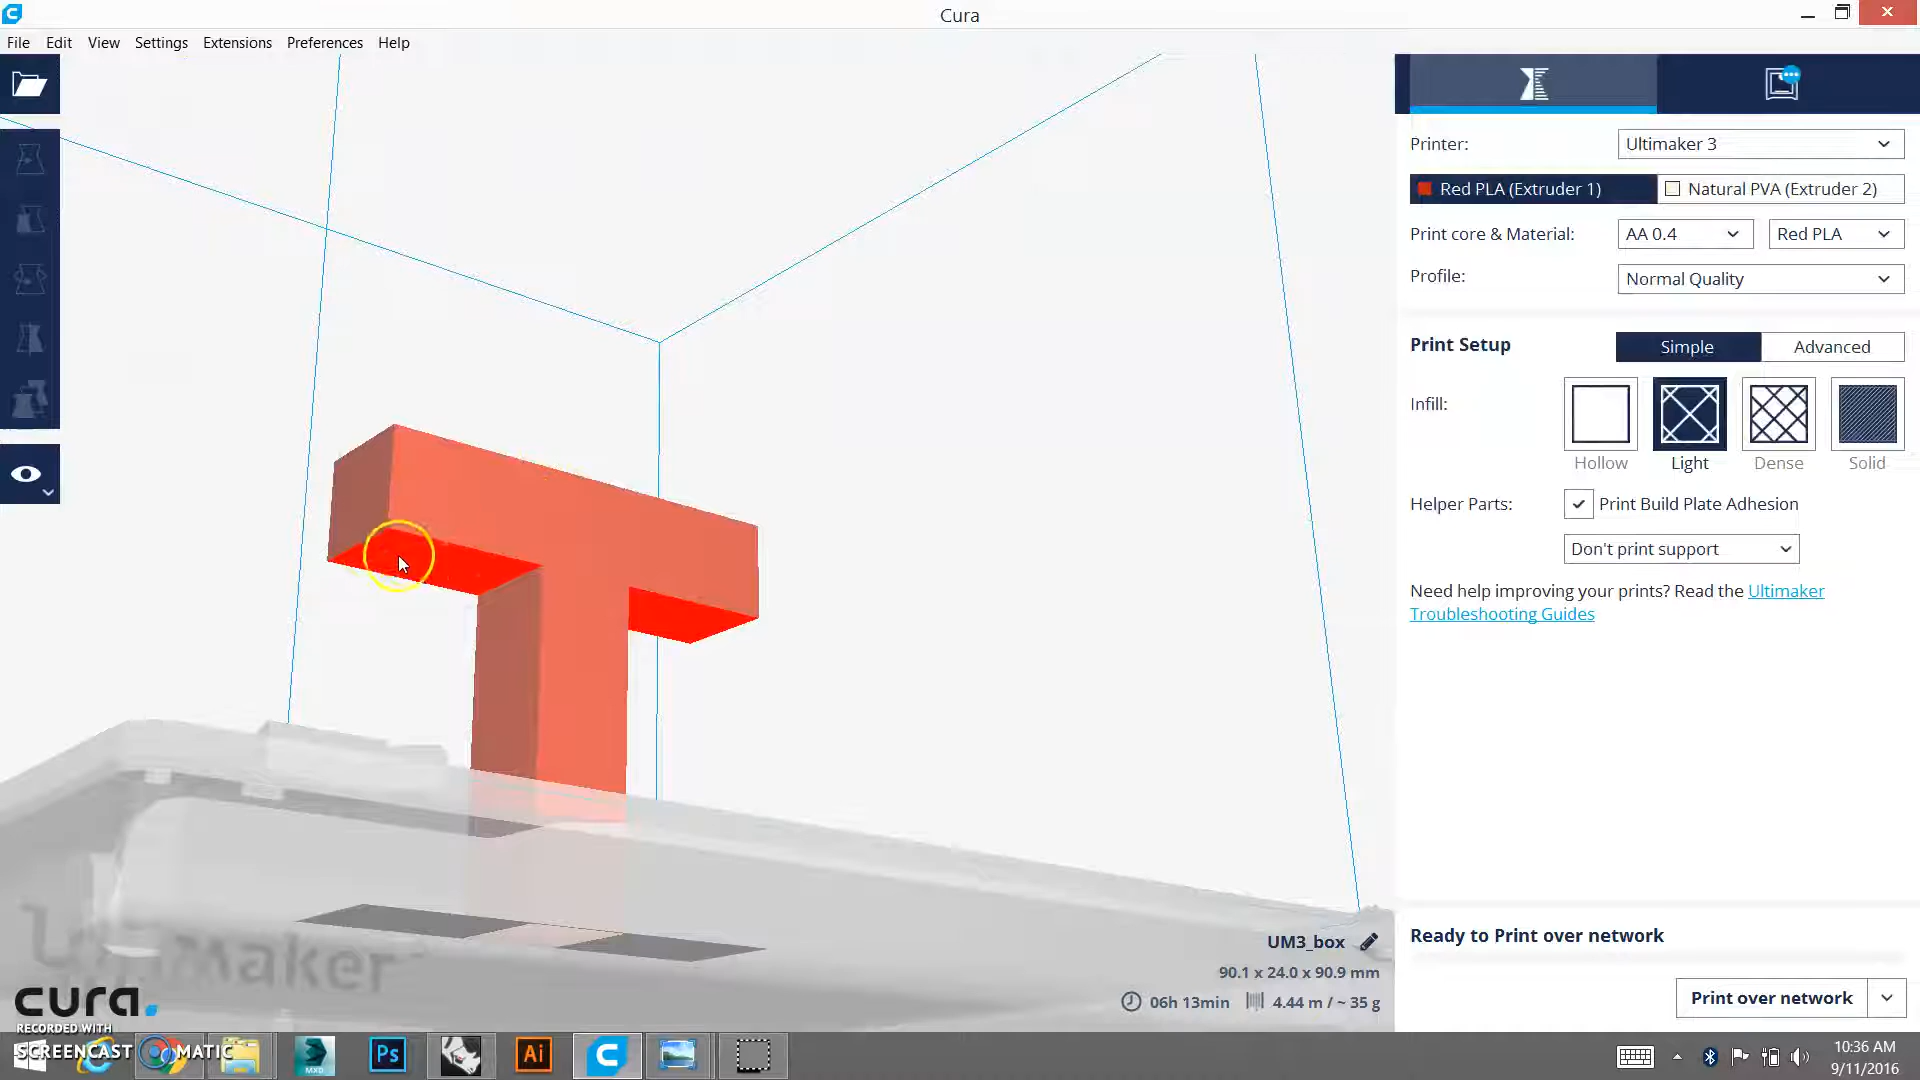 Cura
File Edit View Settings Extensions Preferences Help
Printer: Ultimaker 3
Red PLA (Extruder 1) Natural PVA (Extruder 2)
Print core & Material: AA 0.4 Red PLA
Profile: Normal Quality
Print Setup Simple Advanced
Infill:
Hollow Light Dense Solid
Helper Parts: Print Build Plate Adhesion
Don't print support
Need help improving your prints? Read the Ultimaker
Troubleshooting Guides
Ultimaker
UM3_box
90.1 x 24.0 x 90.9 mm
06h 13min 4.44 m / ~ 35 g
Ready to Print over network
Print over network
cura.
RECORDED WITH
SCREENCAST MATIC
MXD
Ps
Ai
10:36 AM
9/11/2016